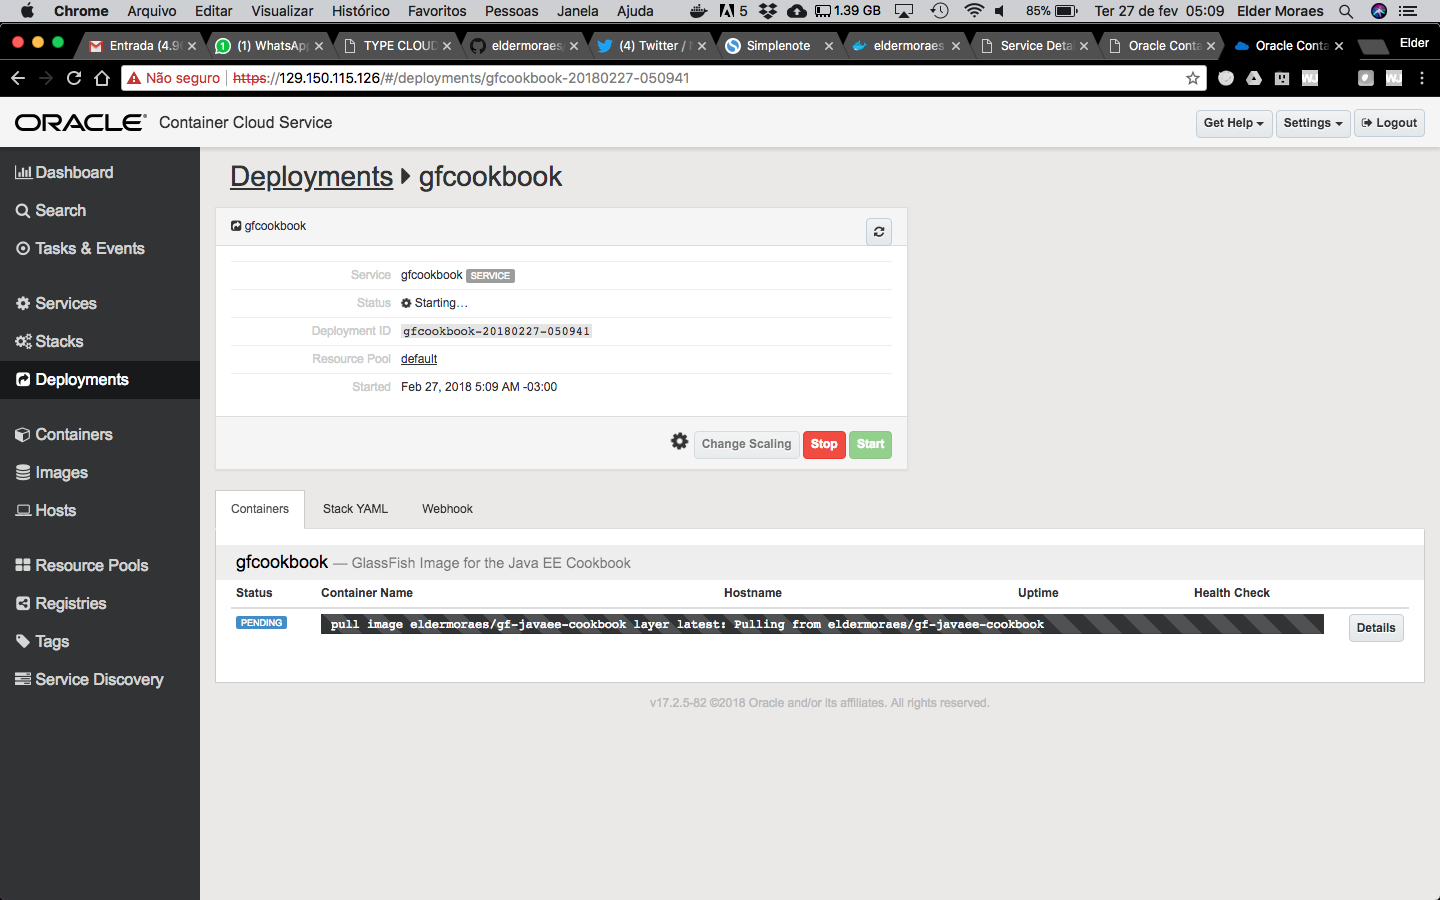 Chrome Arquivo Editar Visualizar Histórico Favoritos Pessoas Janela Ajuda 5 1.39 GB 85% Ter 27 de fev 05:09 Elder Moraes
Entrada (4.9 (1) WhatsApp TYPE CLOUD eldermoraes (4) Twitter / Simplenote eldermoraes Service Detai Oracle Conta Oracle Conta Elder
Não seguro https://129.150.115.126/#/deployments/gfcookbook-20180227-050941
ORACLE Container Cloud Service Get Help Settings Logout
Dashboard
Search
Tasks & Events
Services
Stacks
Deployments
Containers
Images
Hosts
Resource Pools
Registries
Tags
Service Discovery
Deployments gfcookbook
gfcookbook
Service gfcookbook SERVICE
Status Starting…
Deployment ID gfcookbook-20180227-050941
Resource Pool default
Started Feb 27, 2018 5:09 AM -03:00
Change Scaling Stop Start
Containers Stack YAML Webhook
gfcookbook — GlassFish Image for the Java EE Cookbook
Status Container Name Hostname Uptime Health Check
PENDING pull image eldermoraes/gf-javaee-cookbook layer latest: Pulling from eldermoraes/gf-javaee-cookbook Details
v17.2.5-82 ©2018 Oracle and/or its affiliates. All rights reserved.